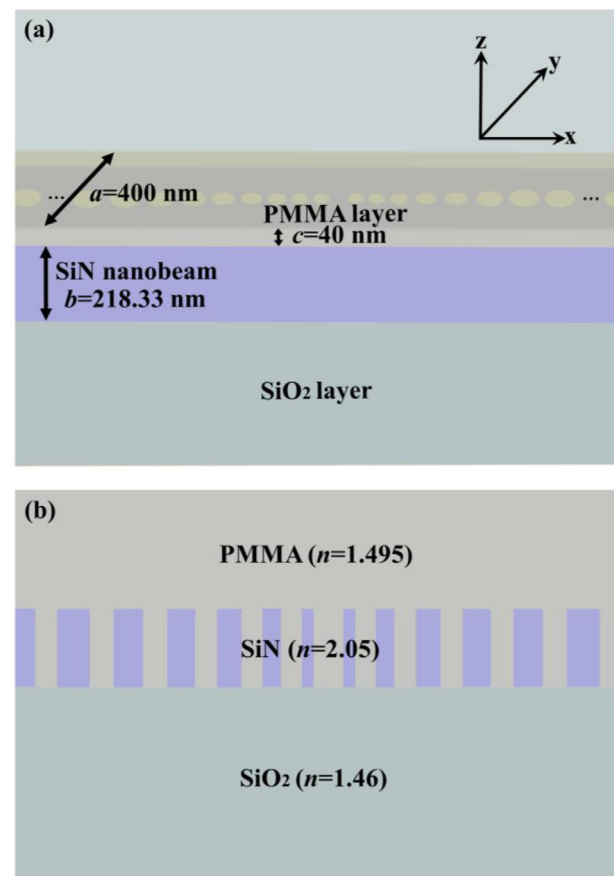 (a)
z
y
x
a=400 nm
... ...
PMMA layer
c=40 nm
SiN nanobeam
b=218.33 nm
SiO₂ layer
(b)
PMMA (n=1.495)
SiN (n=2.05)
SiO₂ (n=1.46)